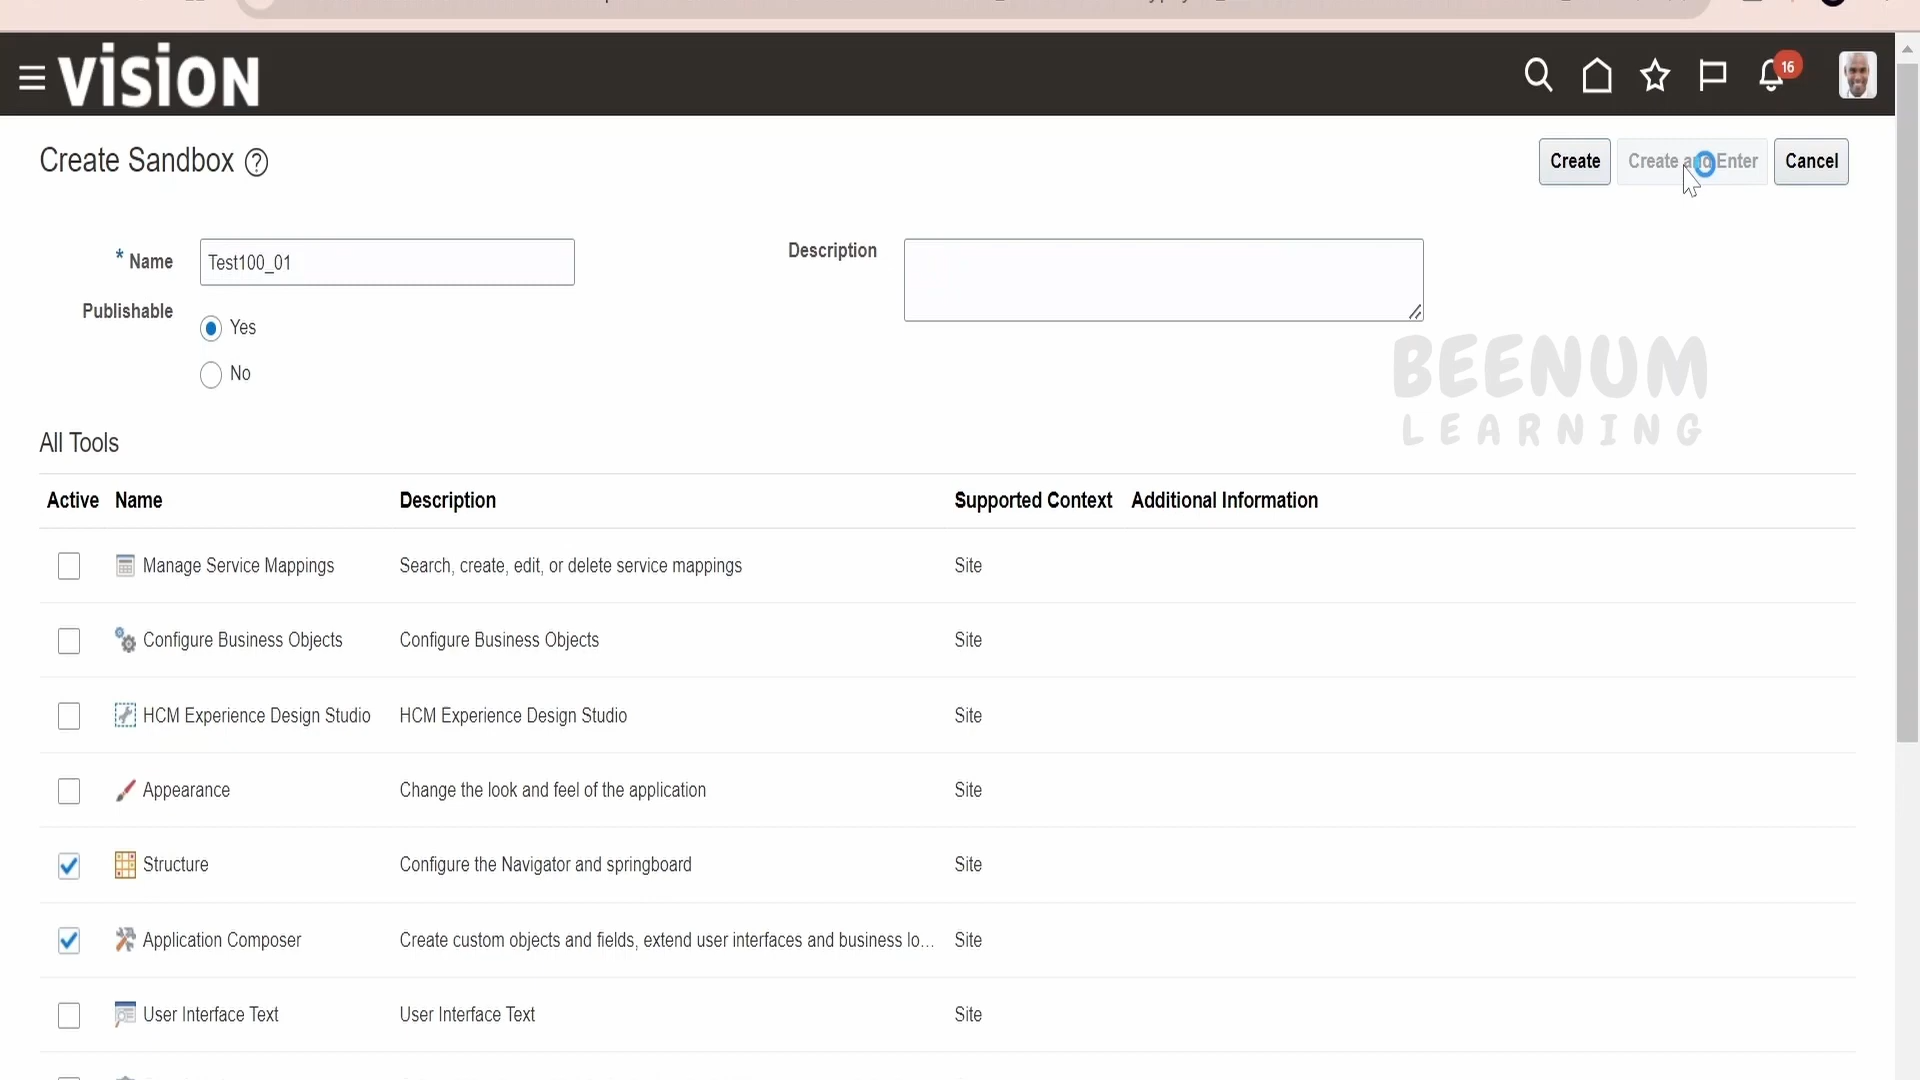 vision
16
Create Sandbox ?
Create
Create and Enter
Cancel
* Name
Test100_01
Description
Publishable
Yes
No
BEENUM
LEARNING
All Tools
Active Name Description Supported Context Additional Information
Manage Service Mappings Search, create, edit, or delete service mappings Site
Configure Business Objects Configure Business Objects Site
HCM Experience Design Studio HCM Experience Design Studio Site
Appearance Change the look and feel of the application Site
Structure Configure the Navigator and springboard Site
Application Composer Create custom objects and fields, extend user interfaces and business lo... Site
User Interface Text User Interface Text Site